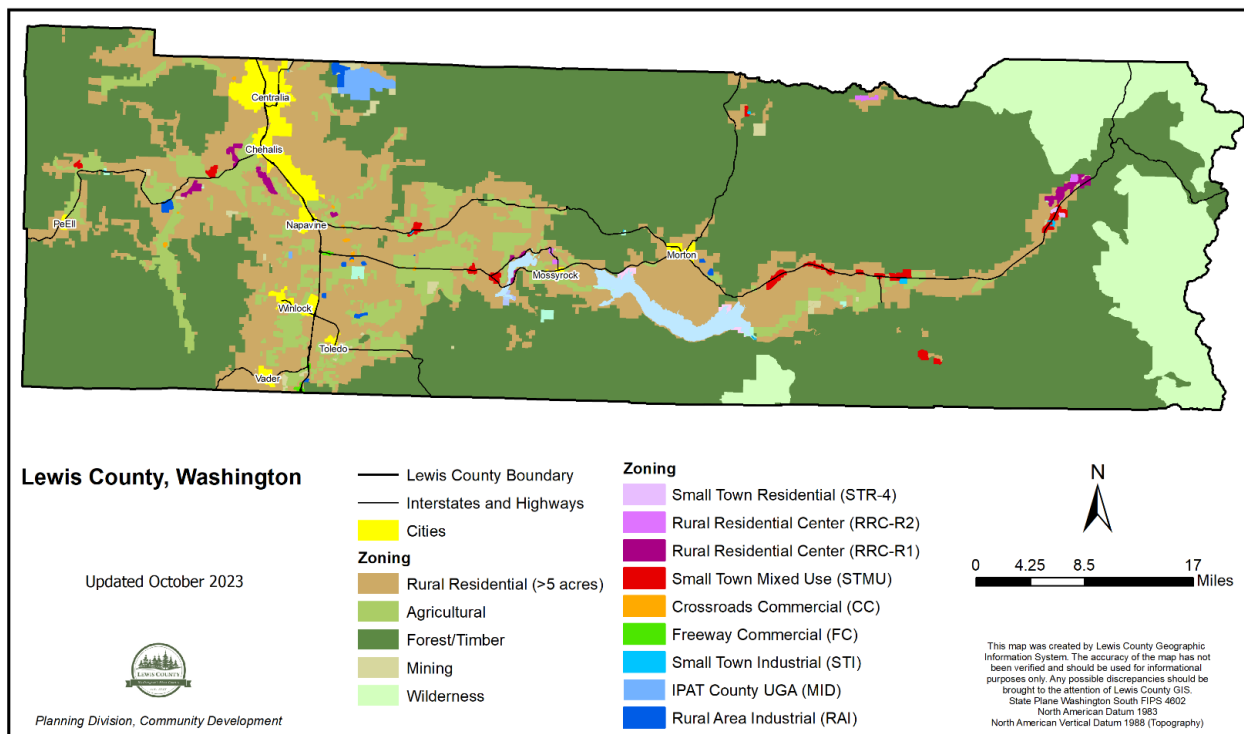 Centralia
Chehalis
PeEll
Napavine
Morton
Mossyrock
Winlock
Toledo
Vader
Lewis County, Washington
Updated October 2023
LEWIS COUNTY
Planning Division, Community Development
Lewis County Boundary
Interstates and Highways
Cities
Zoning
Rural Residential (>5 acres)
Agricultural
Forest/Timber
Mining
Wilderness
Zoning
Small Town Residential (STR-4)
Rural Residential Center (RRC-R2)
Rural Residential Center (RRC-R1)
Small Town Mixed Use (STMU)
Crossroads Commercial (CC)
Freeway Commercial (FC)
Small Town Industrial (STI)
IPAT County UGA (MID)
Rural Area Industrial (RAI)
N
0 4.25 8.5 17
Miles
This map was created by Lewis County Geographic
Information System. The accuracy of the map has not
been verified and should be used for informational
purposes only. Any possible discrepancies should be
brought to the attention of Lewis County GIS.
State Plane Washington South FIPS 4602
North American Datum 1983
North American Vertical Datum 1988 (Topography)